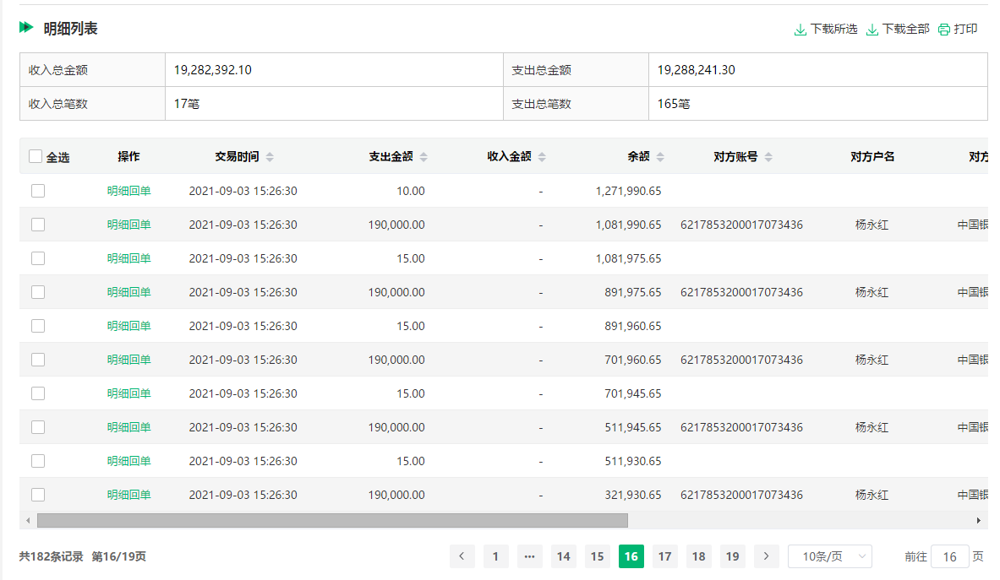 明细列表 下载所选 下载全部 打印
收入总金额 19,282,392.10 支出总金额 19,288,241.30
收入总笔数 17笔 支出总笔数 165笔
全选 操作 交易时间 支出金额 收入金额 余额 对方账号 对方户名 对方
明细回单 2021-09-03 15:26:30 10.00 - 1,271,990.65
明细回单 2021-09-03 15:26:30 190,000.00 - 1,081,990.65 6217853200017073436 杨永红 中国银
明细回单 2021-09-03 15:26:30 15.00 - 1,081,975.65
明细回单 2021-09-03 15:26:30 190,000.00 - 891,975.65 6217853200017073436 杨永红 中国银
明细回单 2021-09-03 15:26:30 15.00 - 891,960.65
明细回单 2021-09-03 15:26:30 190,000.00 - 701,960.65 6217853200017073436 杨永红 中国银
明细回单 2021-09-03 15:26:30 15.00 - 701,945.65
明细回单 2021-09-03 15:26:30 190,000.00 - 511,945.65 6217853200017073436 杨永红 中国银
明细回单 2021-09-03 15:26:30 15.00 - 511,930.65
明细回单 2021-09-03 15:26:30 190,000.00 - 321,930.65 6217853200017073436 杨永红 中国银
共182条记录 第16/19页 < 1 ··· 14 15 16 17 18 19 > 10条/页 前往 16 页